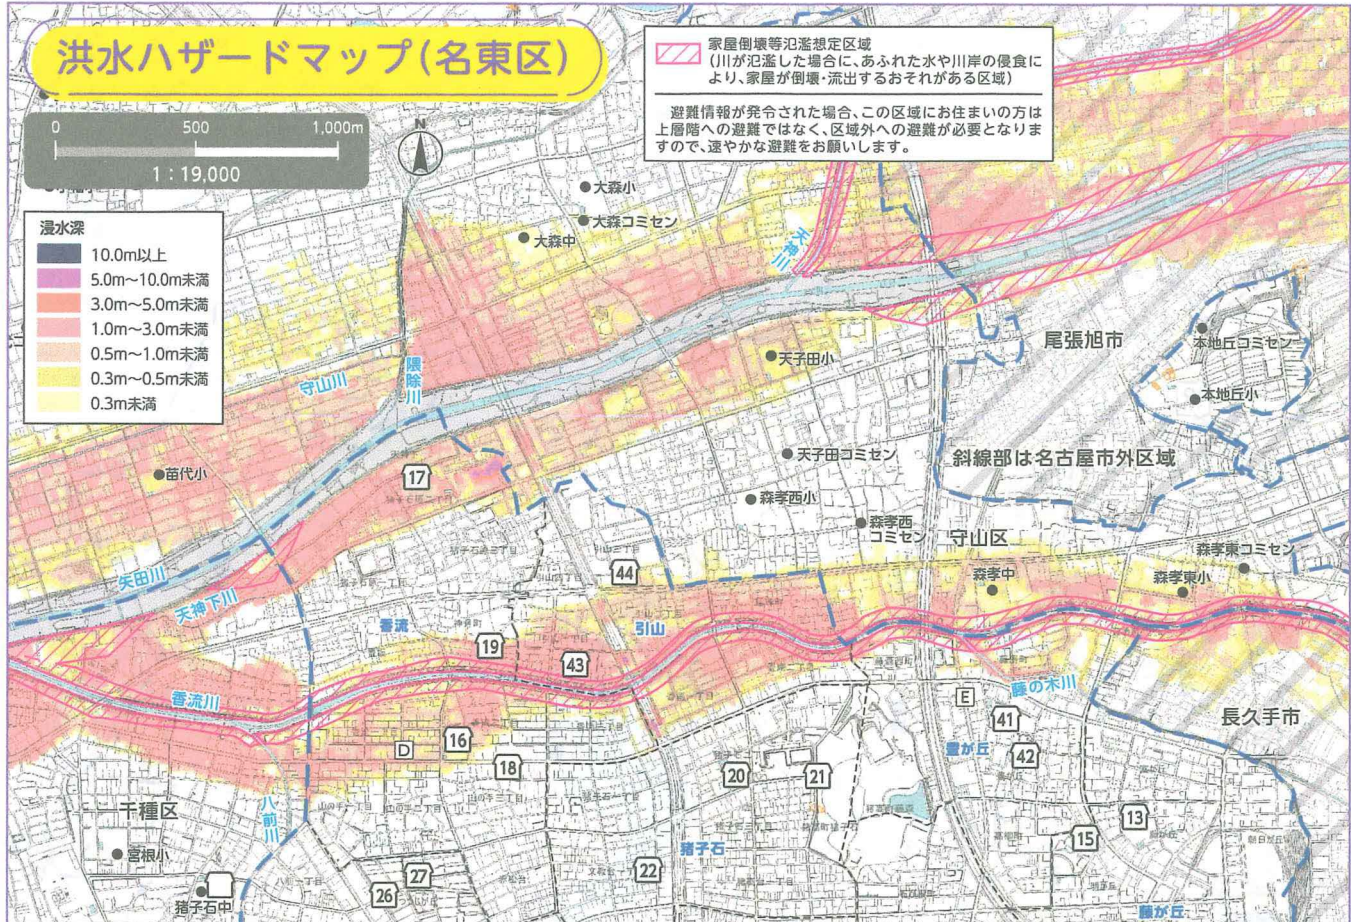 洪水ハザードマップ(名東区)
家屋倒壊等氾濫想定区域
(川が氾濫した場合に、あふれた水や川岸の侵食に
より、家屋が倒壊・流出するおそれがある区域)
避難情報が発令された場合、この区域にお住まいの方は
上層階への避難ではなく、区域外への避難が必要となりま
すので、速やかな避難をお願いします。
0 500 1,000m
1:19,000
N
浸水深
10.0m以上
5.0m～10.0m未満
3.0m～5.0m未満
1.0m～3.0m未満
0.5m～1.0m未満
0.3m～0.5m未満
0.3m未満
大森小
大森コミセン
大森中
天神川
守山川
隅除川
天子田小
尾張旭市
本地丘コミセン
本地丘小
苗代小
17
天子田コミセン
斜線部は名古屋市外区域
森孝西小
森孝西
コミセン
守山区
森孝東コミセン
矢田川
天神下川
44
森孝中
森孝東小
香流
引山
19
43
香流川
藤の木川
E
41
長久手市
16
D
18
42
豊が丘
20
21
千種区
八前川
13
15
宮根小
猪子石
22
27
26
猪子石中
藤が丘